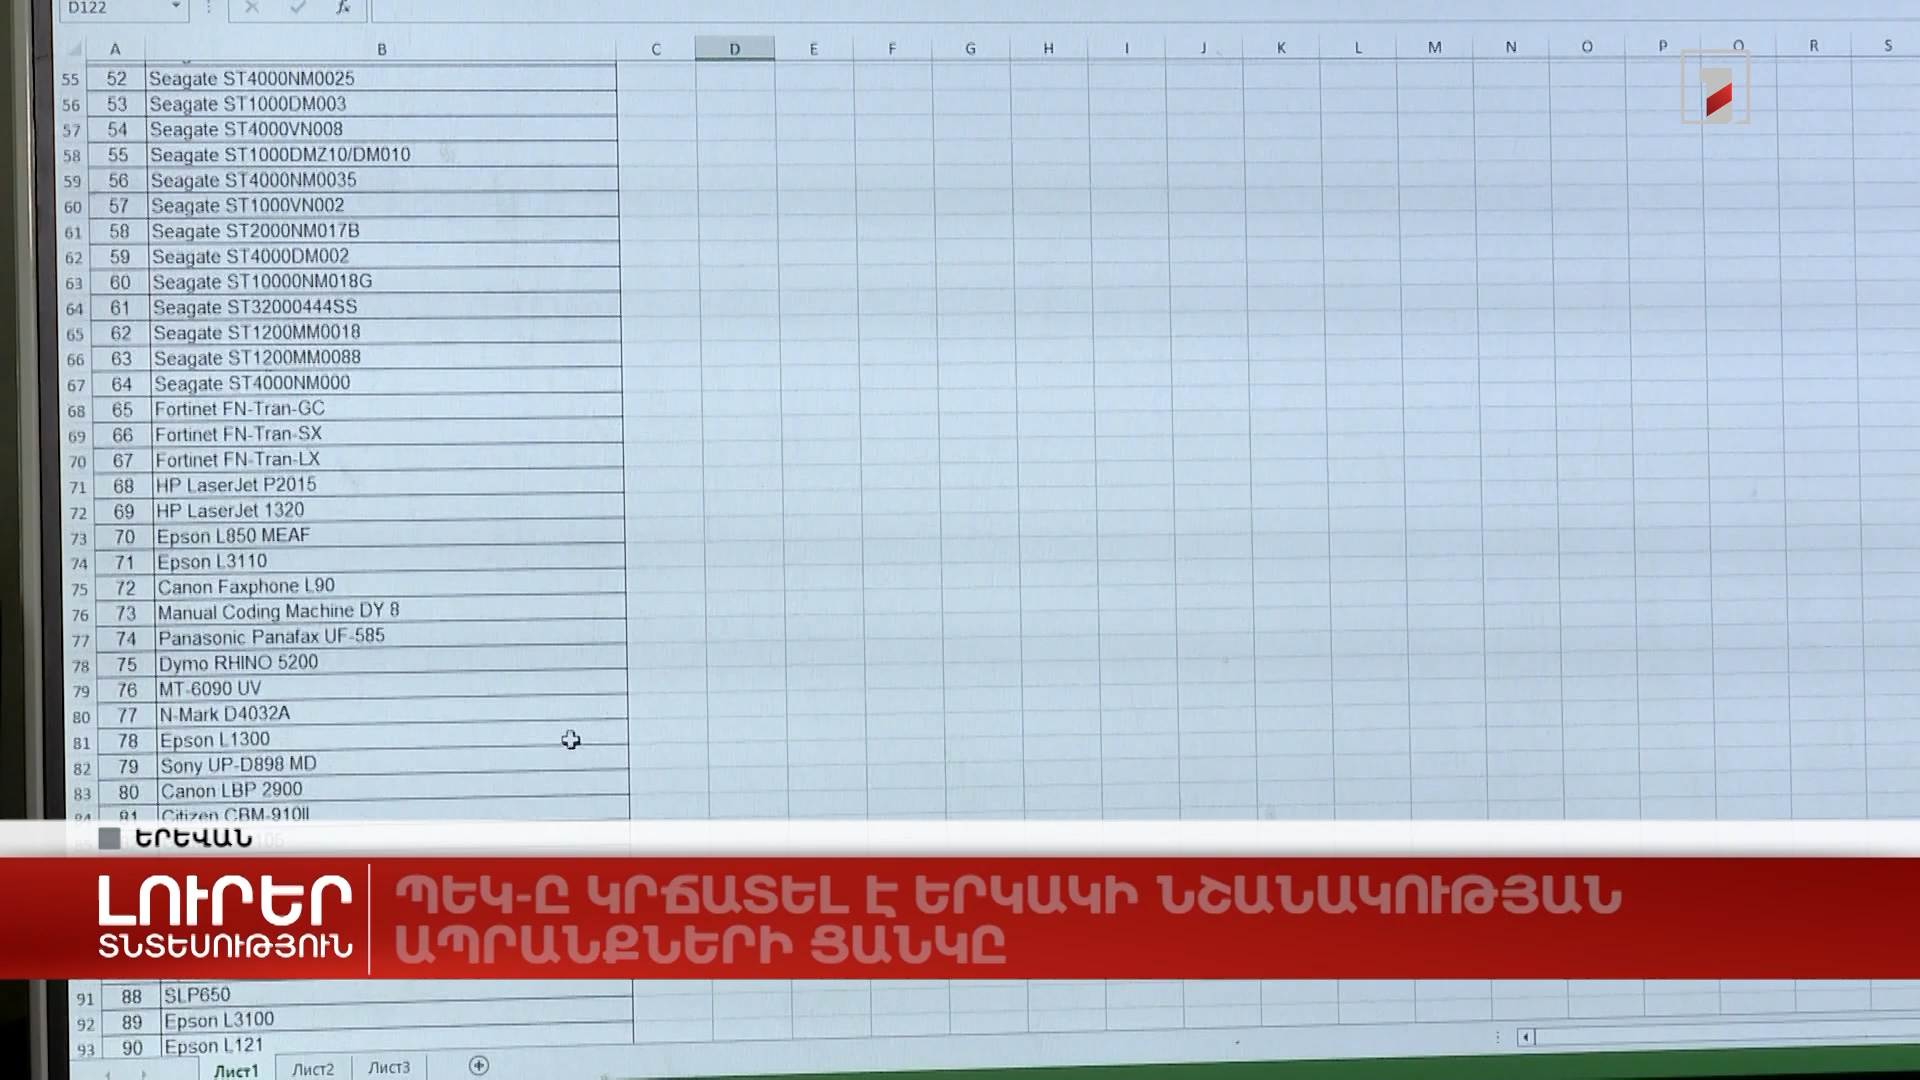 D122
A B C D E F G H I J K L M N O P Q R S
55 52 Seagate ST4000NM0025
56 53 Seagate ST1000DM003
57 54 Seagate ST4000VN008
58 55 Seagate ST1000DMZ10/DM010
59 56 Seagate ST4000NM0035
60 57 Seagate ST1000VN002
61 58 Seagate ST2000NM017B
62 59 Seagate ST4000DM002
63 60 Seagate ST10000NM018G
64 61 Seagate ST32000444SS
65 62 Seagate ST1200MM0018
66 63 Seagate ST1200MM0088
67 64 Seagate ST4000NM000
68 65 Fortinet FN-Tran-GC
69 66 Fortinet FN-Tran-SX
70 67 Fortinet FN-Tran-LX
71 68 HP LaserJet P2015
72 69 HP LaserJet 1320
73 70 Epson L850 MEAF
74 71 Epson L3110
75 72 Canon Faxphone L90
76 73 Manual Coding Machine DY 8
77 74 Panasonic Panafax UF-585
78 75 Dymo RHINO 5200
79 76 MT-6090 UV
80 77 N-Mark D4032A
81 78 Epson L1300
82 79 Sony UP-D898 MD
83 80 Canon LBP 2900
84 81 Citizen CBM-910II
ԵՐԵՎԱՆ
ԼՈՒՐԵՐ
ՏՆՏԵՍՈՒԹՅՈՒՆ
ՊԵԿ-Ը ԿՐՃԱՏԵԼ Է ԵՐԿԱԿԻ ՆՇԱՆԱԿՈՒԹՅԱՆ
ԱՊՐԱՆՔՆԵՐԻ ՑԱՆԿԸ
91 88 SLP650
92 89 Epson L3100
93 90 Epson L121
Лист1 Лист2 Лист3